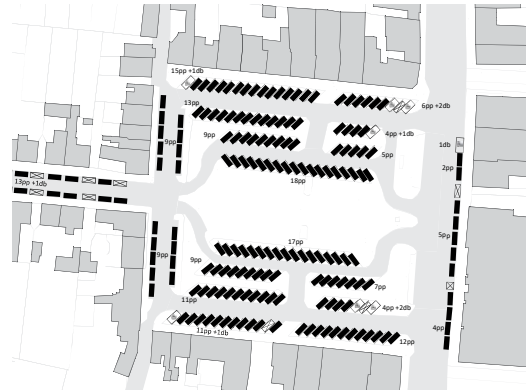 15pp +1db
6pp +2db
13pp
4pp +1db
9pp
9pp
5pp
1db
2pp
18pp
13pp +1db
5pp
17pp
9pp
9pp
7pp
11pp
4pp +2db
11pp +1db
12pp
4pp